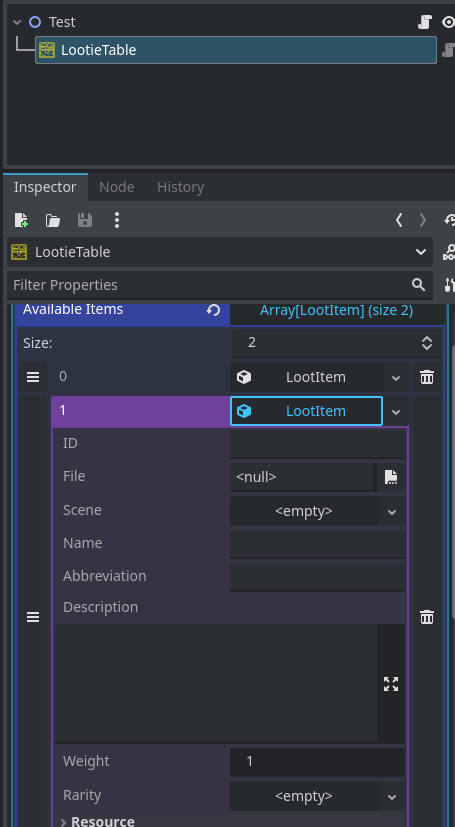 Test
LootieTable
Inspector Node History
LootieTable
Filter Properties
Available Items Array[LootItem] (size 2)
Size: 2
0 LootItem
1 LootItem
ID
File <null>
Scene <empty>
Name
Abbreviation
Description
Weight 1
Rarity <empty>
Resource